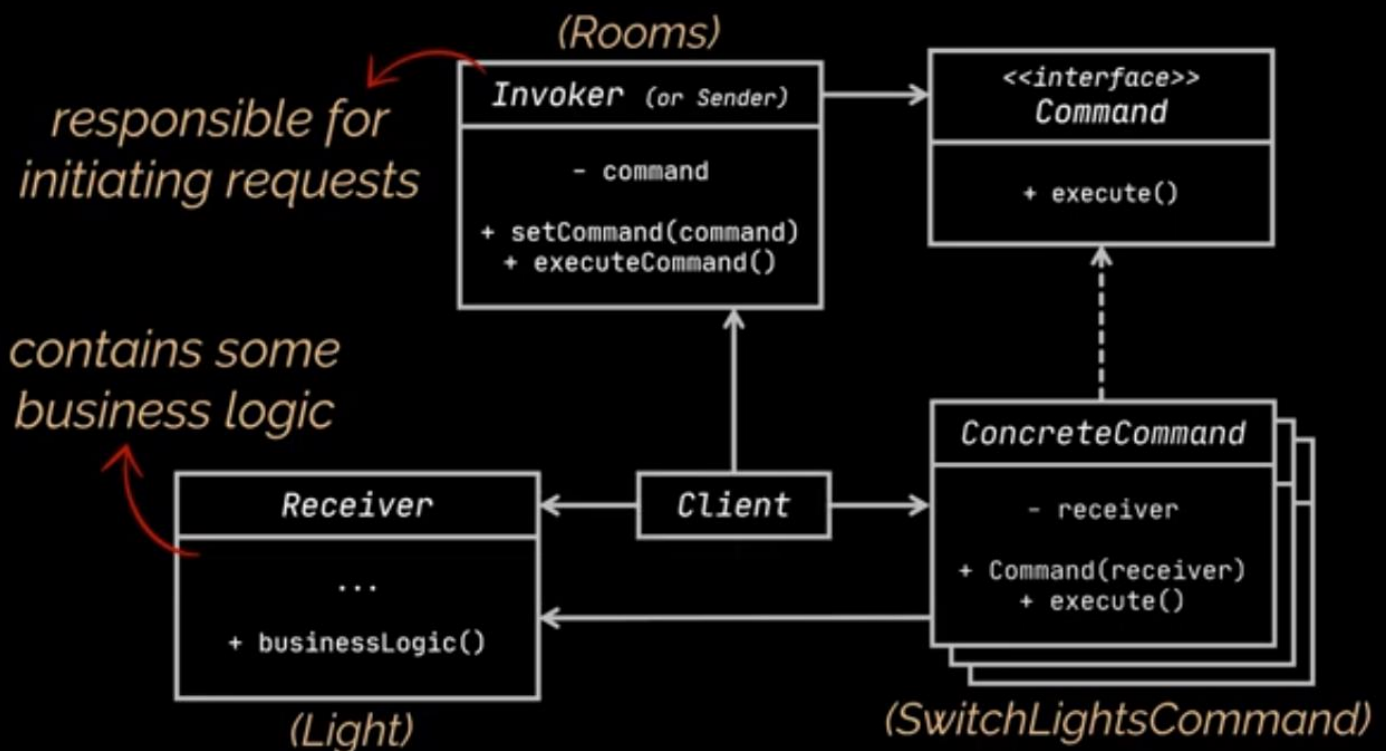 (Rooms)
Invoker (or Sender)
- command
+ setCommand(command)
+ executeCommand()
responsible for
initiating requests
<<interface>>
Command
+ execute()
contains some
business logic
Receiver
...
+ businessLogic()
(Light)
Client
ConcreteCommand
- receiver
+ Command(receiver)
+ execute()
(SwitchLightsCommand)